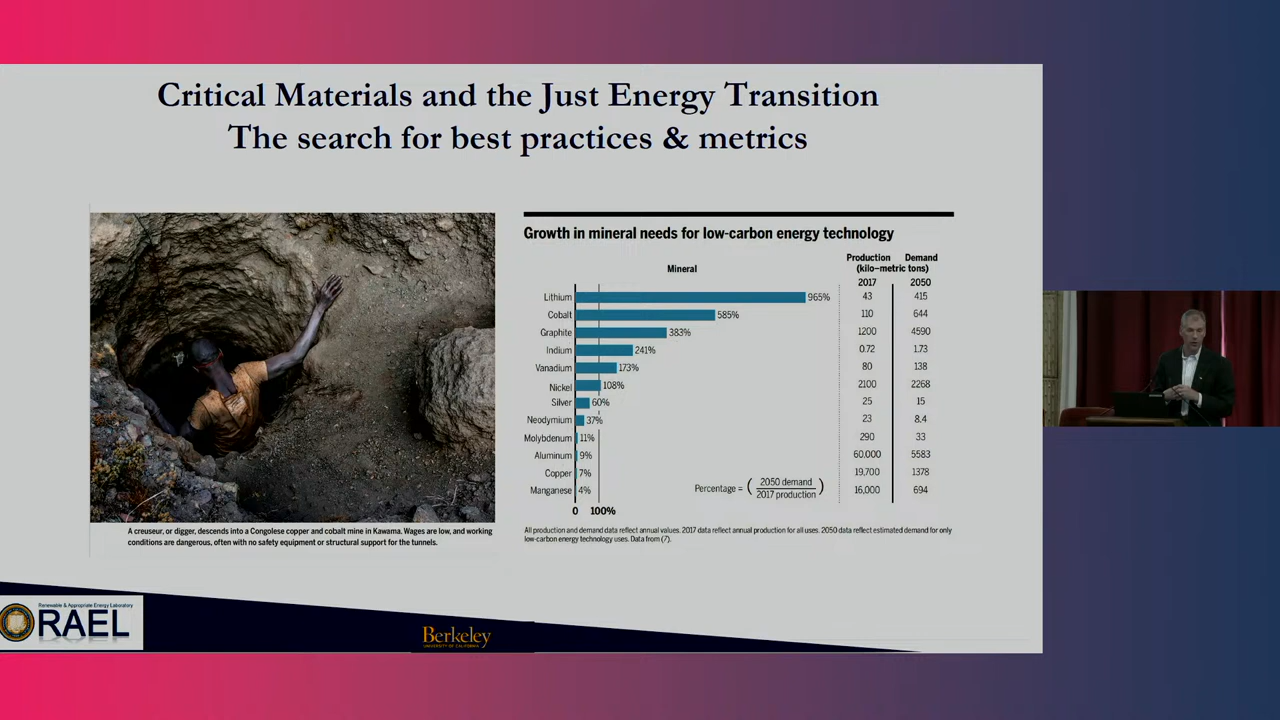 Critical Materials and the Just Energy Transition
The search for best practices & metrics
Growth in mineral needs for low-carbon energy technology
Mineral
Production Demand
(kilo–metric tons)
2017 2050
Lithium 965% 43 415
Cobalt 585% 110 644
Graphite 383% 1200 4590
Indium 241% 0.72 1.73
Vanadium 173% 80 138
Nickel 108% 2100 2268
Silver 60% 25 15
Neodymium 37% 23 8.4
Molybdenum 11% 290 33
Aluminum 9% 60,000 5583
Copper 7% 19,700 1378
Manganese 4% 16,000 694
Percentage = ( 2050 demand
2017 production )
0 100%
A creuseur, or digger, descends into a Congolese copper and cobalt mine in Kawama. Wages are low, and working
conditions are dangerous, often with no safety equipment or structural support for the tunnels.
All production and demand data reflect annual values. 2017 data reflect annual production for all uses. 2050 data reflect estimated demand for only
low-carbon energy technology uses. Data from (7).
Renewable & Appropriate Energy Laboratory
RAEL
Berkeley
UNIVERSITY OF CALIFORNIA